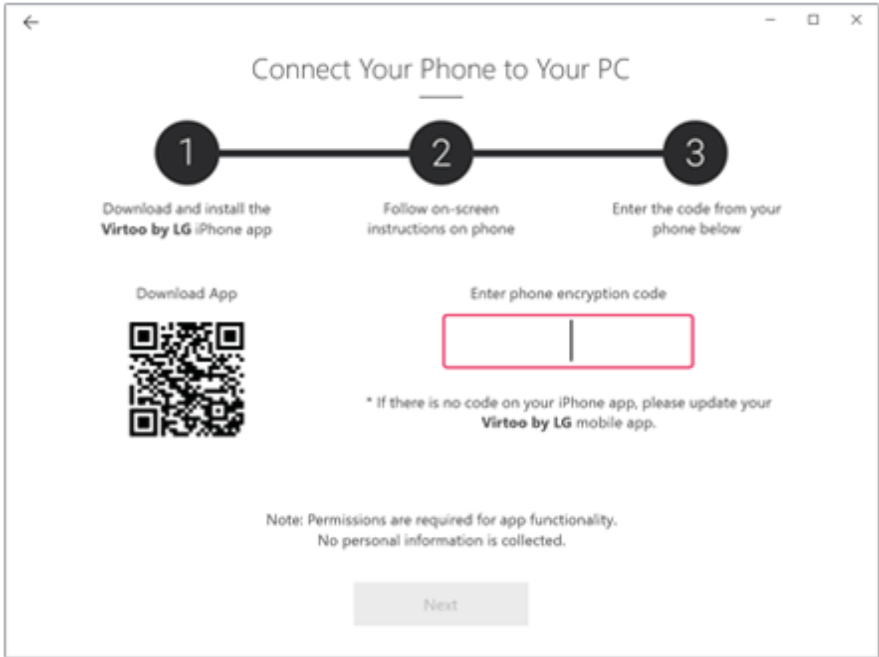 Connect Your Phone to Your PC
1
2
3
Download and install the
Virtoo by LG iPhone app
Follow on-screen
instructions on phone
Enter the code from your
phone below
Download App
Enter phone encryption code
* If there is no code on your iPhone app, please update your
Virtoo by LG mobile app.
Note: Permissions are required for app functionality.
No personal information is collected.
Next